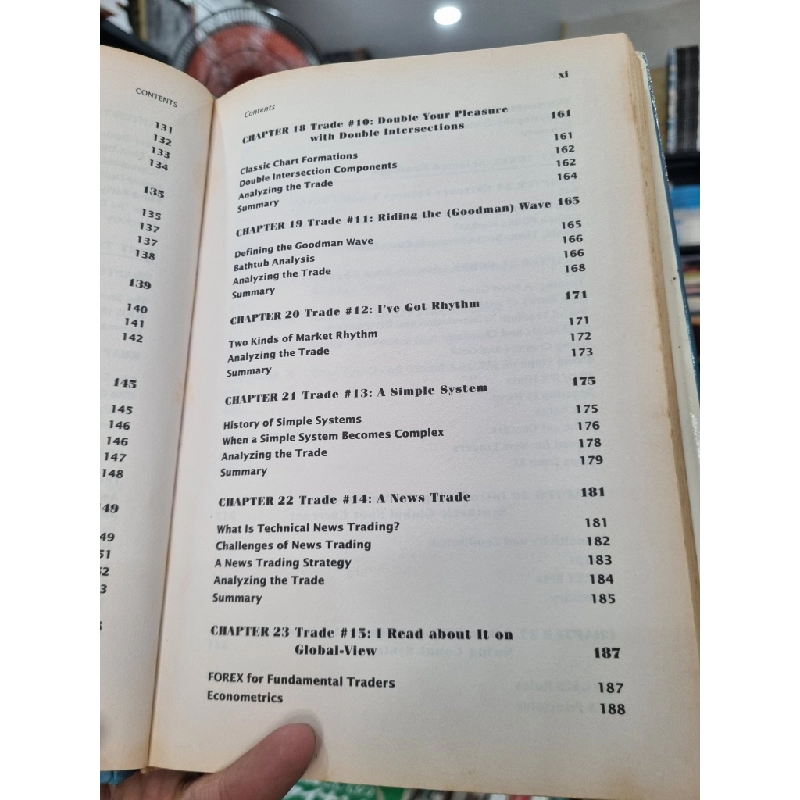 CONTENTS
131
132
133
134
135
135
137
137
138
139
140
141
142
145
145
146
146
147
148
Contents
xi
CHAPTER 18 Trade #10: Double Your Pleasure
with Double Intersections 161
Classic Chart Formations 161
Double Intersection Components 162
Analyzing the Trade 162
Summary 164
CHAPTER 19 Trade #11: Riding the (Goodman) Wave 165
Defining the Goodman Wave 165
Bathtub Analysis 166
Analyzing the Trade 166
Summary 168
CHAPTER 20 Trade #12: I've Got Rhythm 171
Two Kinds of Market Rhythm 171
Analyzing the Trade 172
Summary 173
CHAPTER 21 Trade #13: A Simple System 175
History of Simple Systems 175
When a Simple System Becomes Complex 176
Analyzing the Trade 178
Summary 179
CHAPTER 22 Trade #14: A News Trade 181
What Is Technical News Trading? 181
Challenges of News Trading 182
A News Trading Strategy 183
Analyzing the Trade 184
Summary 185
CHAPTER 23 Trade #15: I Read about It on
Global-View 187
FOREX for Fundamental Traders 187
Econometrics 188